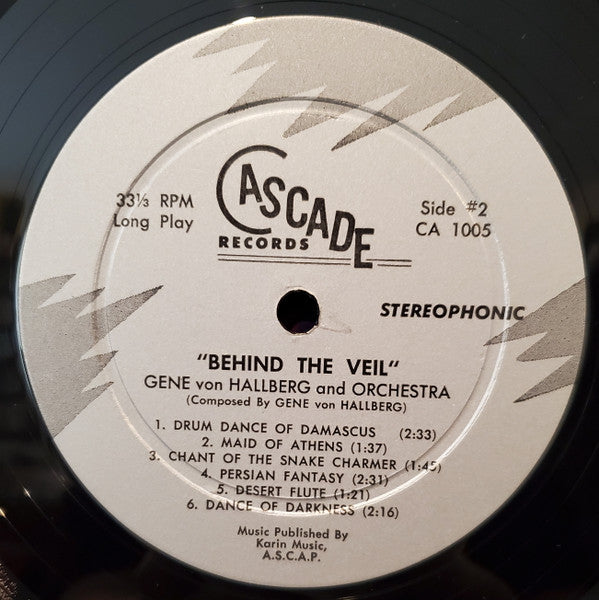 CASCADE
RECORDS
33⅓ RPM
Long Play
Side #2
CA 1005
STEREOPHONIC
"BEHIND THE VEIL"
GENE von HALLBERG and ORCHESTRA
(Composed By GENE von HALLBERG)
1. DRUM DANCE OF DAMASCUS (2:33)
2. MAID OF ATHENS (1:37)
3. CHANT OF THE SNAKE CHARMER (1:45)
4. PERSIAN FANTASY (2:31)
5. DESERT FLUTE (1:21)
6. DANCE OF DARKNESS (2:16)
Music Published By
Karin Music,
A.S.C.A.P.